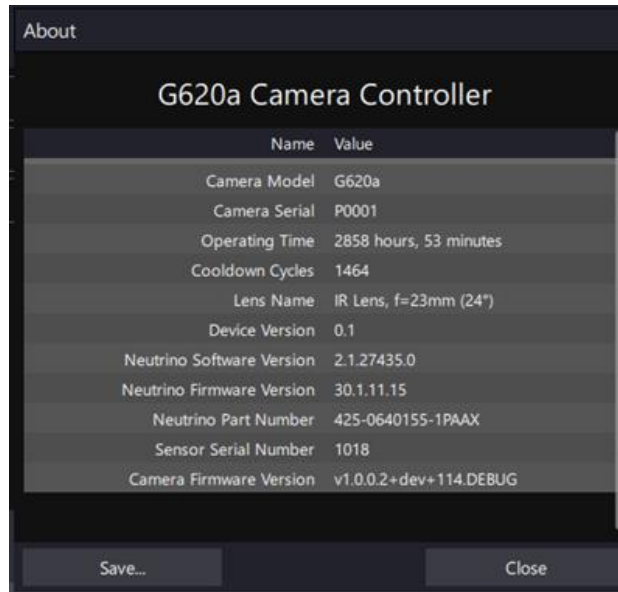 About
G620a Camera Controller
Name Value
Camera Model G620a
Camera Serial P0001
Operating Time 2858 hours, 53 minutes
Cooldown Cycles 1464
Lens Name IR Lens, f=23mm (24°)
Device Version 0.1
Neutrino Software Version 2.1.27435.0
Neutrino Firmware Version 30.1.11.15
Neutrino Part Number 425-0640155-1PAAX
Sensor Serial Number 1018
Camera Firmware Version v1.0.0.2+dev+114.DEBUG
Save... Close